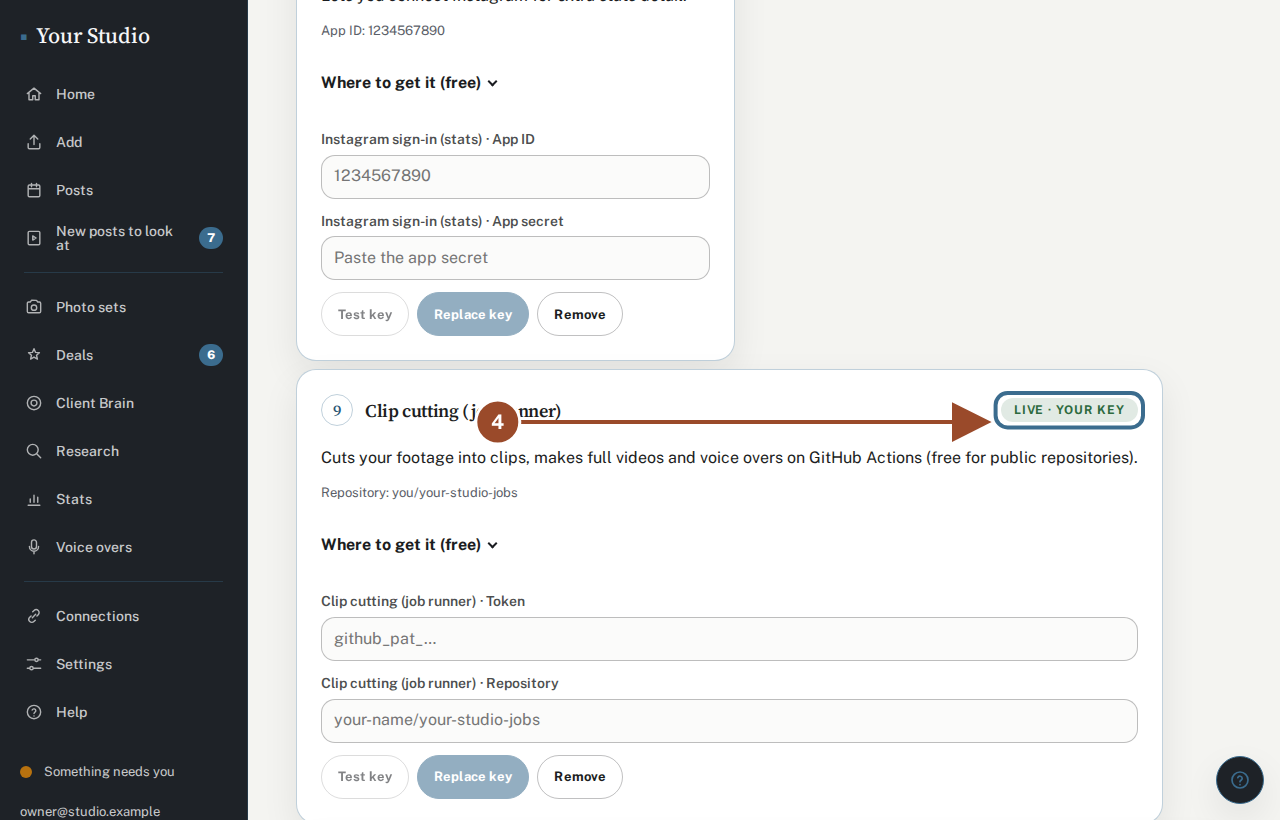 Your Studio
Home
Add
Posts
New posts to look
at
7
Photo sets
Deals
6
Client Brain
Research
Stats
Voice overs
Connections
Settings
Help
Something needs you
owner@studio.example
App ID: 1234567890
Where to get it (free)
Instagram sign-in (stats) · App ID
1234567890
Instagram sign-in (stats) · App secret
Paste the app secret
Test key
Replace key
Remove
9
Clip cutting
4
LIVE · YOUR KEY
Cuts your footage into clips, makes full videos and voice overs on GitHub Actions (free for public repositories).
Repository: you/your-studio-jobs
Where to get it (free)
Clip cutting (job runner) · Token
github_pat_...
Clip cutting (job runner) · Repository
your-name/your-studio-jobs
Test key
Replace key
Remove